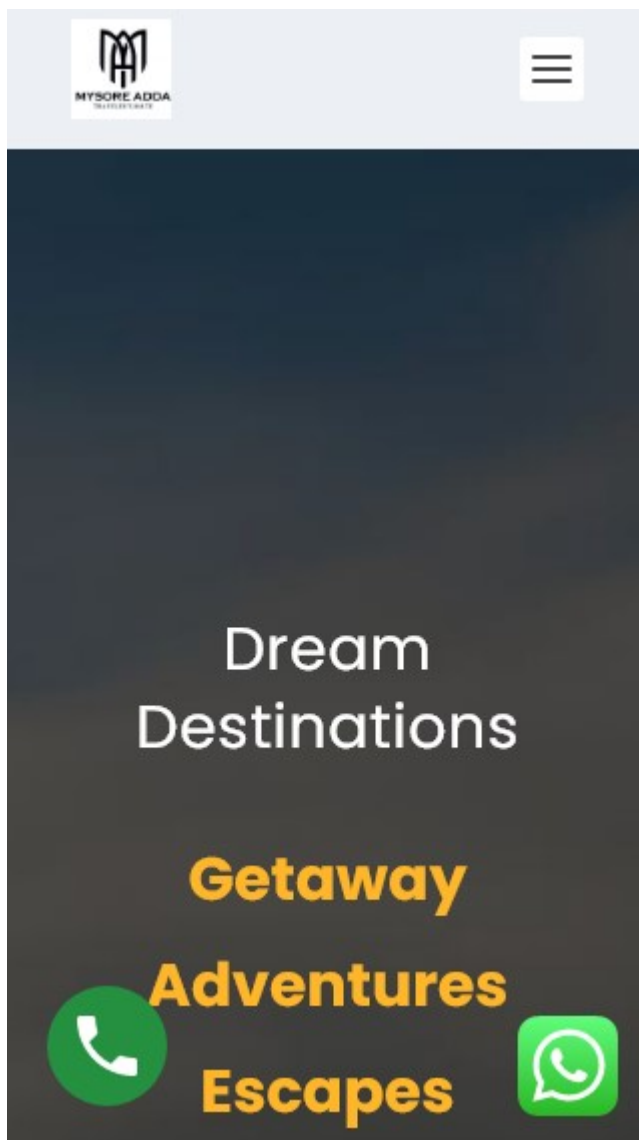 MYSORE ADDA
Dream
Destinations
Getaway
Adventures
Escapes